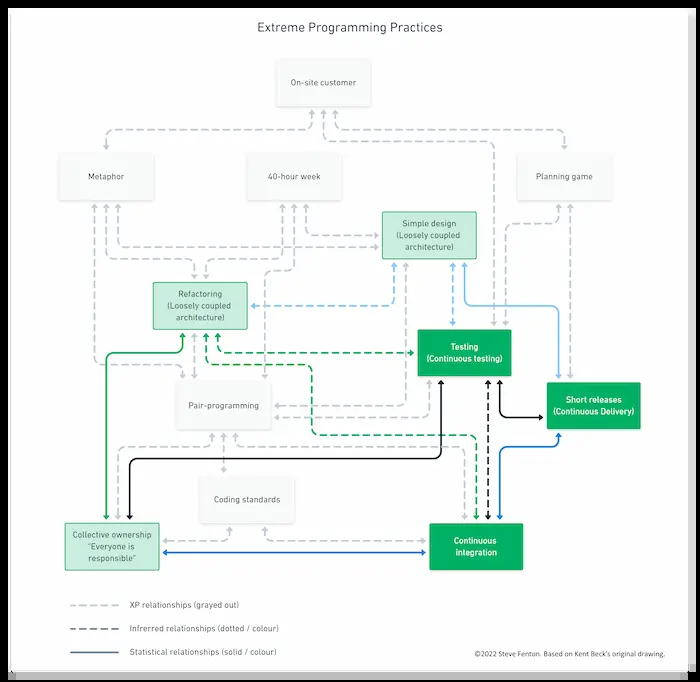 Extreme Programming Practices
On-site customer
Metaphor
40-hour week
Planning game
Simple design
(Loosely coupled
architecture)
Refactoring
(Loosely coupled
architecture)
Testing
(Continuous testing)
Short releases
(Continuous Delivery)
Pair-programming
Coding standards
Collective ownership
"Everyone is
responsible"
Continuous
integration
XP relationships (grayed out)
Infrerred relationships (dotted / colour)
Statistical relationships (solid / colour)
©2022 Steve Fenton. Based on Kent Beck's original drawing.